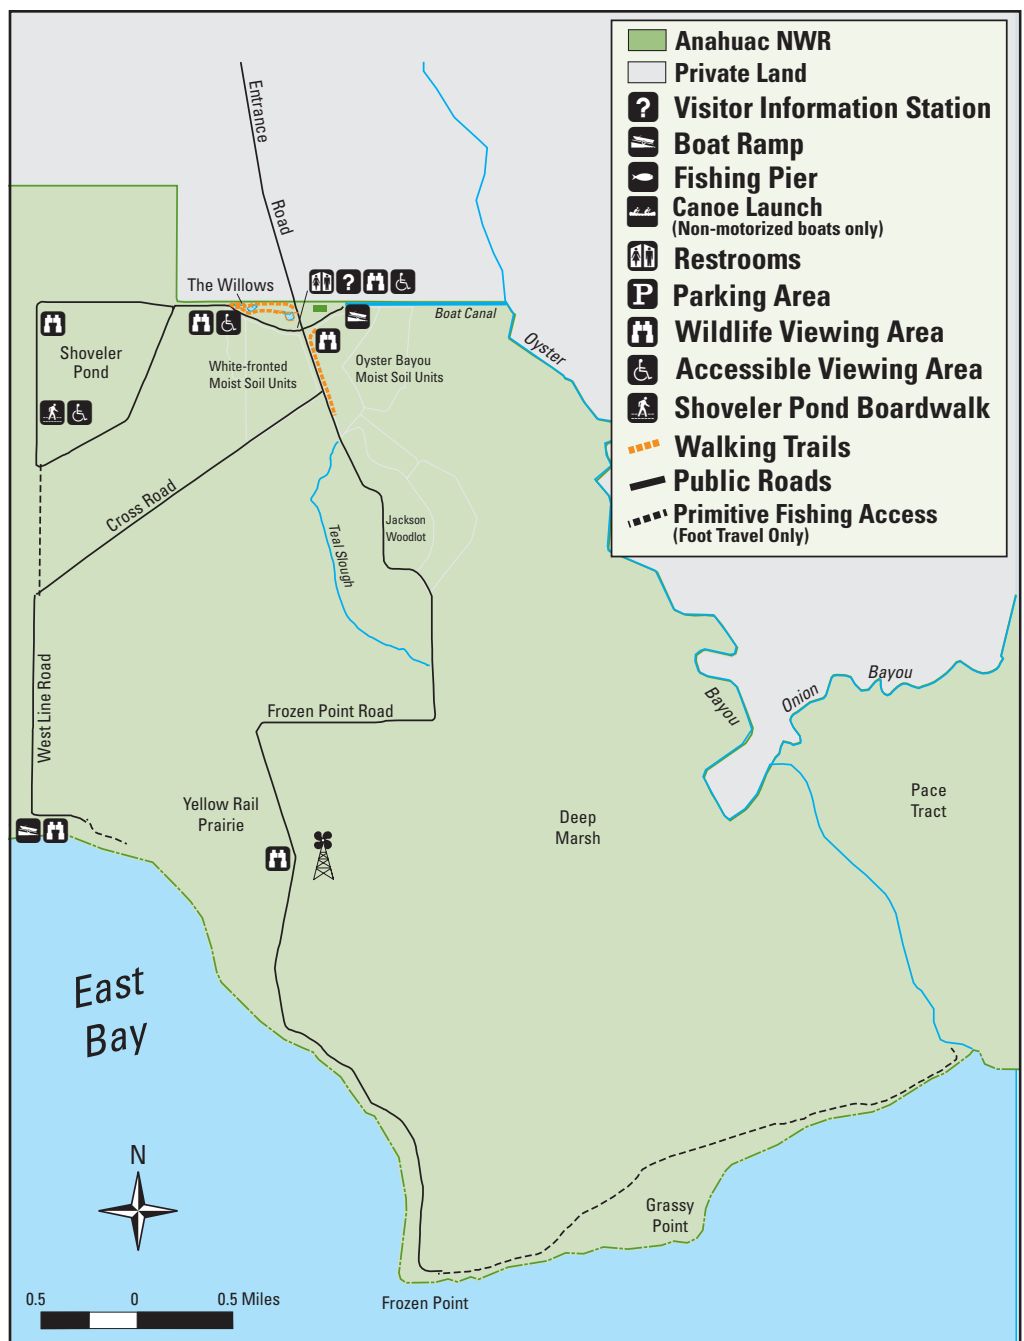 Anahuac NWR
Private Land
? Visitor Information Station
Boat Ramp
Fishing Pier
Canoe Launch
(Non-motorized boats only)
Restrooms
P Parking Area
Wildlife Viewing Area
Accessible Viewing Area
Shoveler Pond Boardwalk
Walking Trails
Public Roads
Primitive Fishing Access
(Foot Travel Only)
Entrance
Road
The Willows
?
Boat Canal
Oyster
Shoveler
Pond
White-fronted
Moist Soil Units
Oyster Bayou
Moist Soil Units
Cross Road
Jackson
Woodlot
Teal Slough
West Line Road
Frozen Point Road
Bayou
Onion
Bayou
Yellow Rail
Prairie
Deep
Marsh
Pace
Tract
East
Bay
N
Grassy
Point
0.5 0 0.5 Miles
Frozen Point